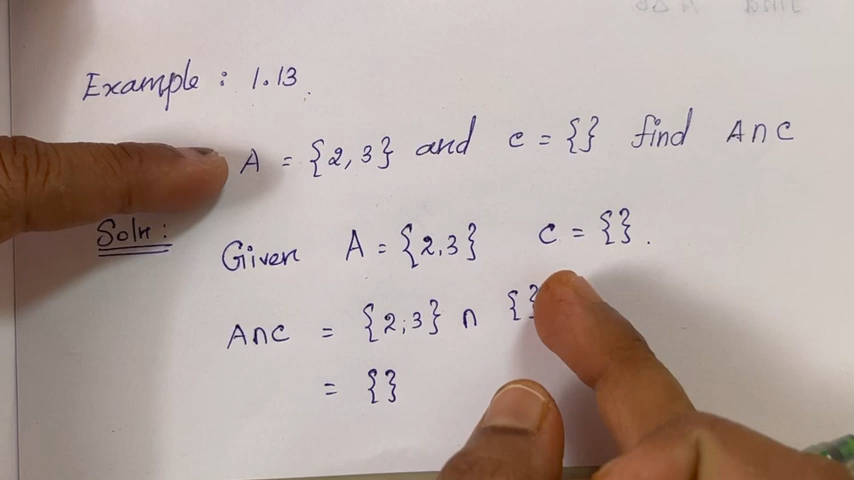 Example : 1.13.
A = {2, 3} and c = {} find A∩C
Soln:
Given A = {2,3} C = {}.
A∩C = {2,3} ∩ {}
= {}